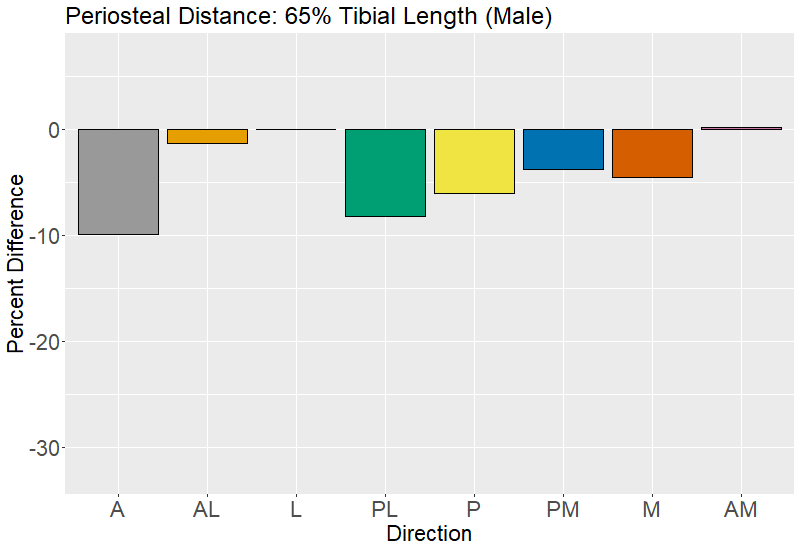 Periosteal Distance: 65% Tibial Length (Male)
Percent Difference
0
-10
-20
-30
A AL L PL P PM M AM
Direction